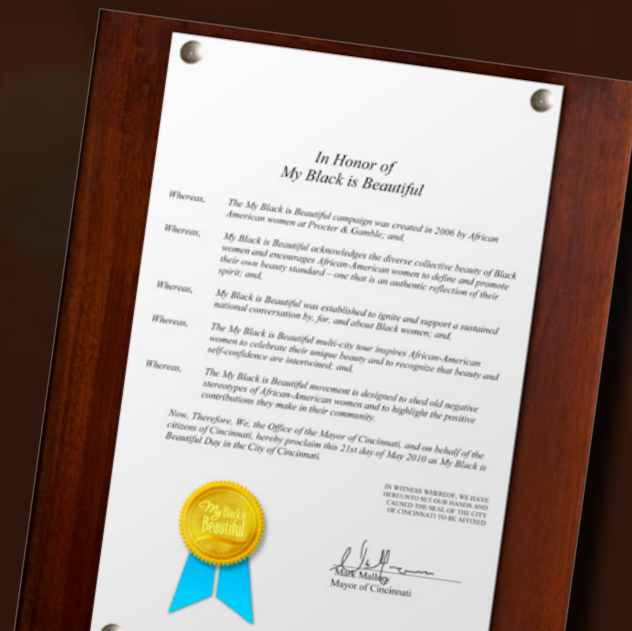 In Honor of
My Black is Beautiful
Whereas, The My Black is Beautiful campaign was created in 2006 by African
American women at Procter & Gamble; and,
Whereas, My Black is Beautiful acknowledges the diverse collective beauty of Black
women and encourages African-American women to define and promote
their own beauty standard – one that is an authentic reflection of their
spirit; and,
Whereas, My Black is Beautiful was established to ignite and support a sustained
national conversation by, for, and about Black women; and,
Whereas, The My Black is Beautiful multi-city tour inspires African-American
women to celebrate their unique beauty and to recognize that beauty and
self-confidence are intertwined; and,
Whereas, The My Black is Beautiful movement is designed to shed old negative
stereotypes of African-American women and to highlight the positive
contributions they make in their community.
Now, Therefore, We, the Office of the Mayor of Cincinnati, and on behalf of the
citizens of Cincinnati, hereby proclaim this 21st day of May 2010 as My Black is
Beautiful Day in the City of Cincinnati.
IN WITNESS WHEREOF, WE HAVE
HEREUNTO SET OUR HANDS AND
CAUSED THE SEAL OF THE CITY
OF CINCINNATI TO BE AFFIXED
My Black is
Beautiful
Mark Mallory
Mayor of Cincinnati